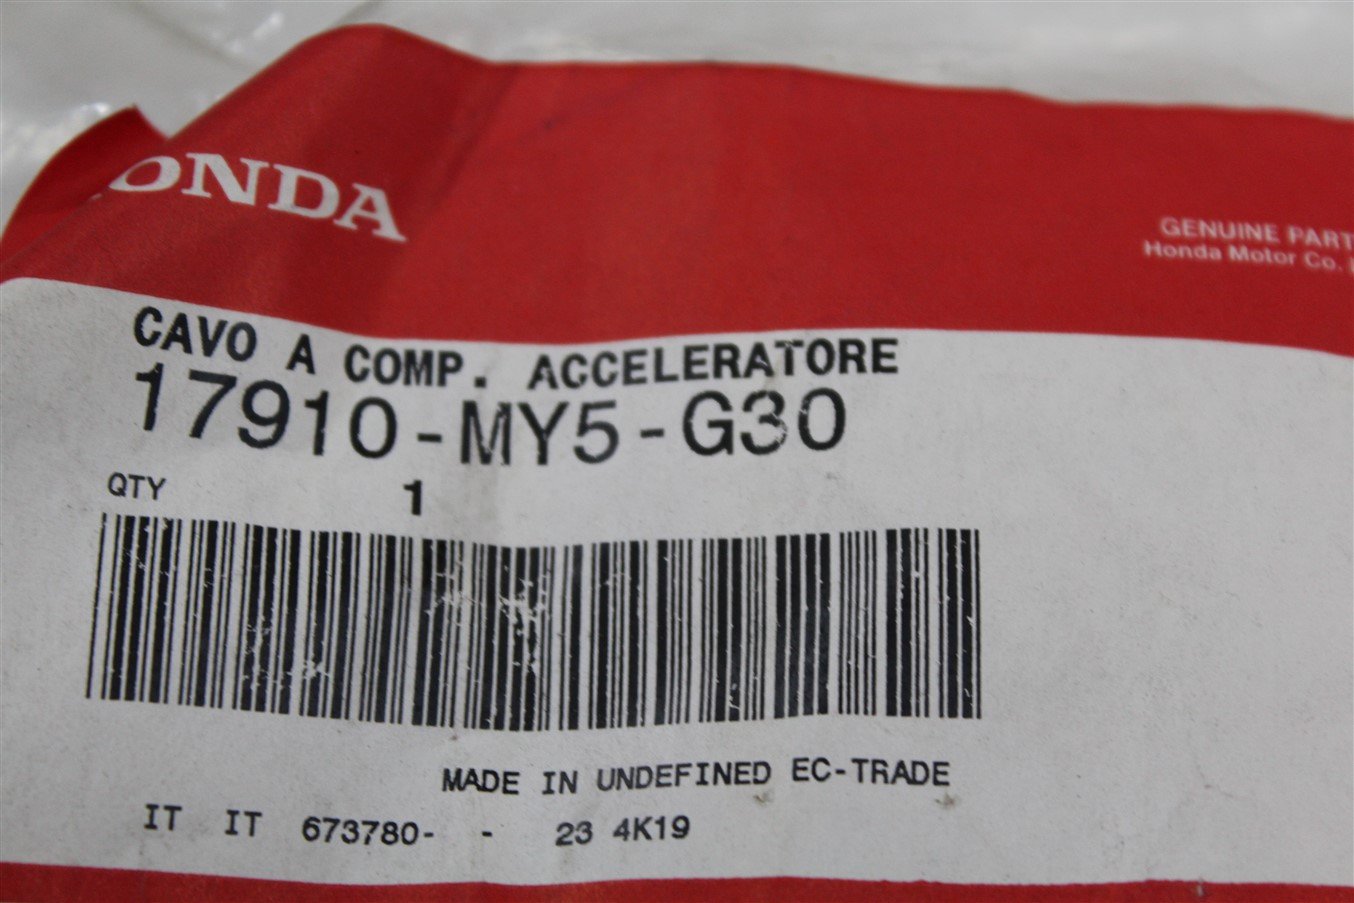 ONDA
GENUINE PART
Honda Motor Co.
CAVO A COMP. ACCELERATORE
17910-MY5-G30
QTY 1
MADE IN UNDEFINED EC-TRADE
IT IT 673780- - 23 4K19